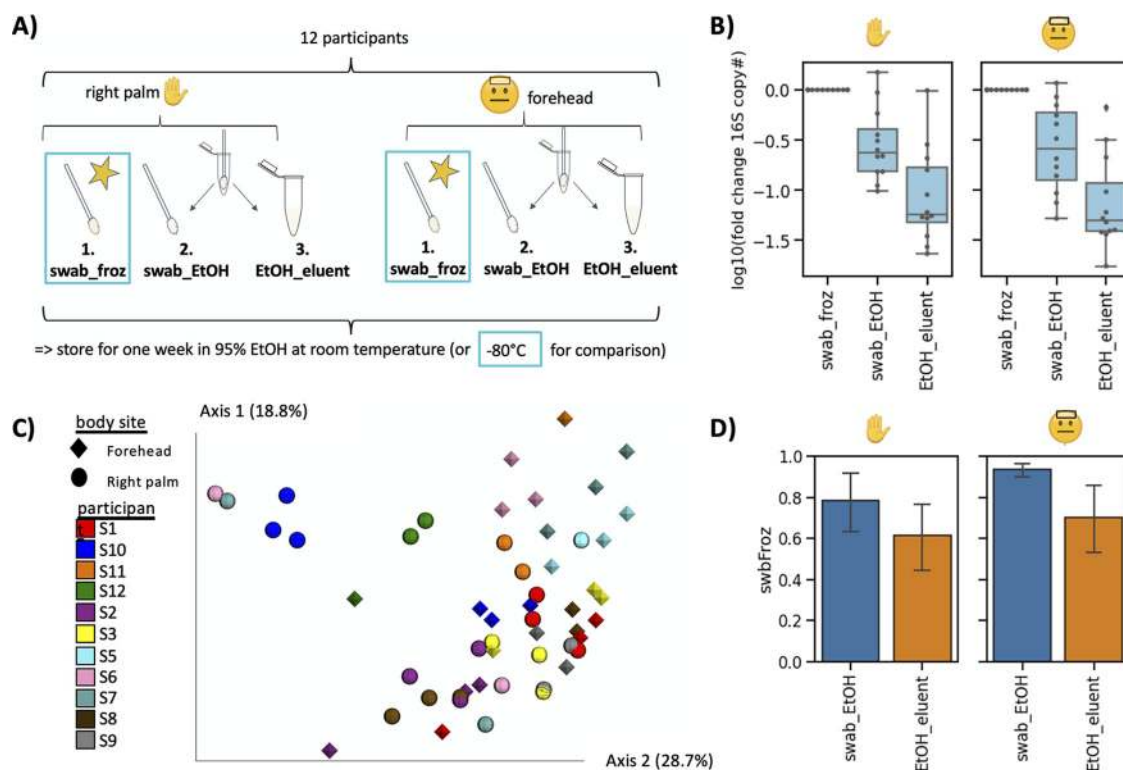 A)
12 participants
right palm
forehead
1.
swab_froz
2.
swab_EtOH
3.
EtOH_eluent
1.
swab_froz
2.
swab_EtOH
3.
EtOH_eluent
=> store for one week in 95% EtOH at room temperature (or -80°C for comparison)
B)
log10(fold change 16S copy#)
0.0
-0.5
-1.0
-1.5
swab_froz
swab_EtOH
EtOH_eluent
swab_froz
swab_EtOH
EtOH_eluent
C)
body site
Forehead
Right palm
participan
t
S1
S10
S11
S12
S2
S3
S5
S6
S7
S8
S9
Axis 1 (18.8%)
Axis 2 (28.7%)
D)
swbFroz
1.0
0.8
0.6
0.4
0.2
0.0
swab_EtOH
EtOH_eluent
swab_EtOH
EtOH_eluent